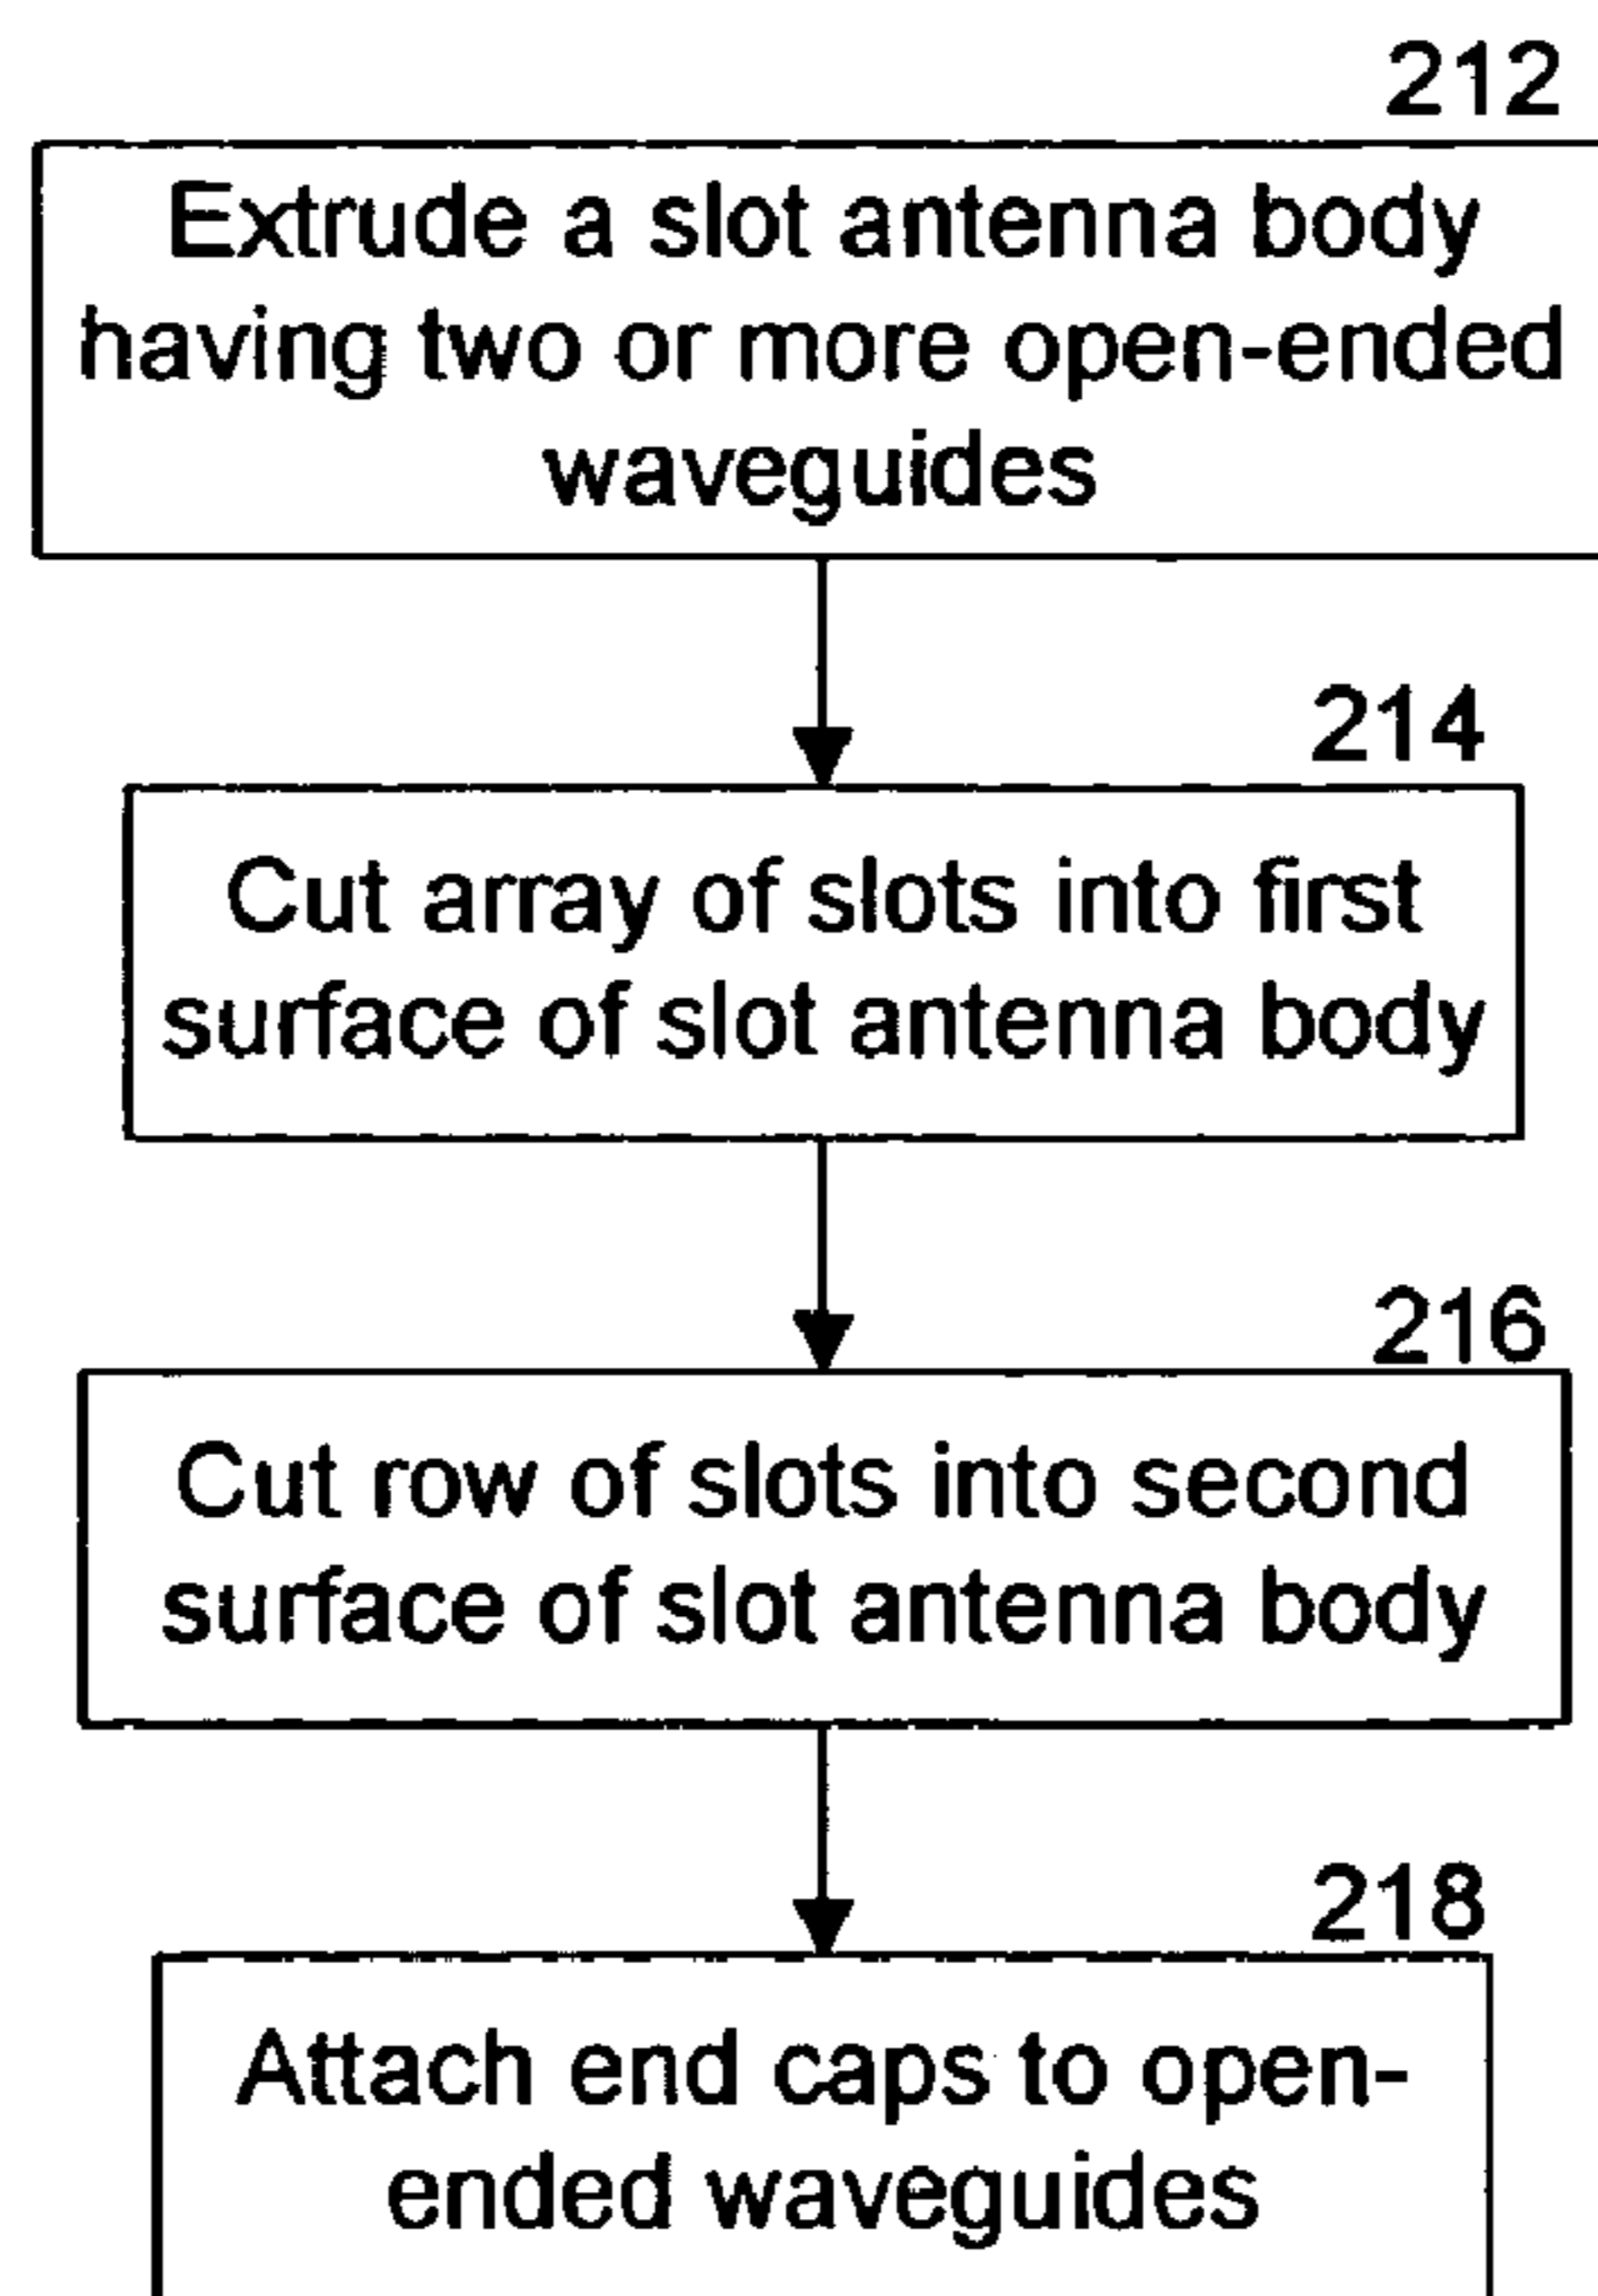 212
Extrude a slot antenna body
having two or more open-ended
waveguides
214
Cut array of slots into first
surface of slot antenna body
216
Cut row of slots into second
surface of slot antenna body
218
Attach end caps to open-
ended waveguides